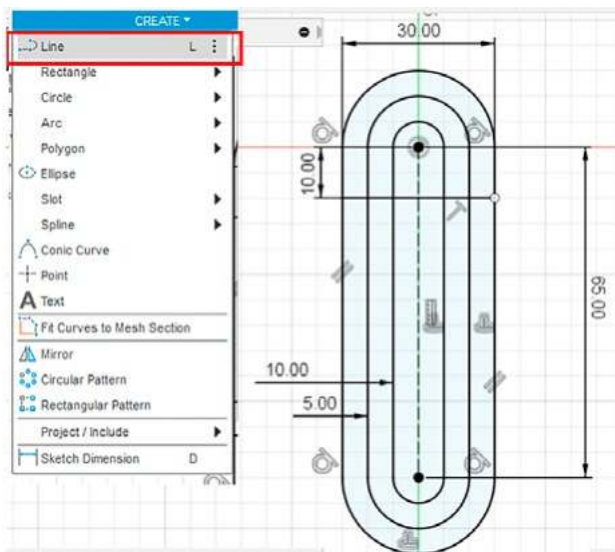 CREATE ▾
Line L
Rectangle
Circle
Arc
Polygon
Ellipse
Slot
Spline
Conic Curve
Point
A Text
Fit Curves to Mesh Section
Mirror
Circular Pattern
Rectangular Pattern
Project / Include
Sketch Dimension D
30.00
10.00
65.00
10.00
5.00